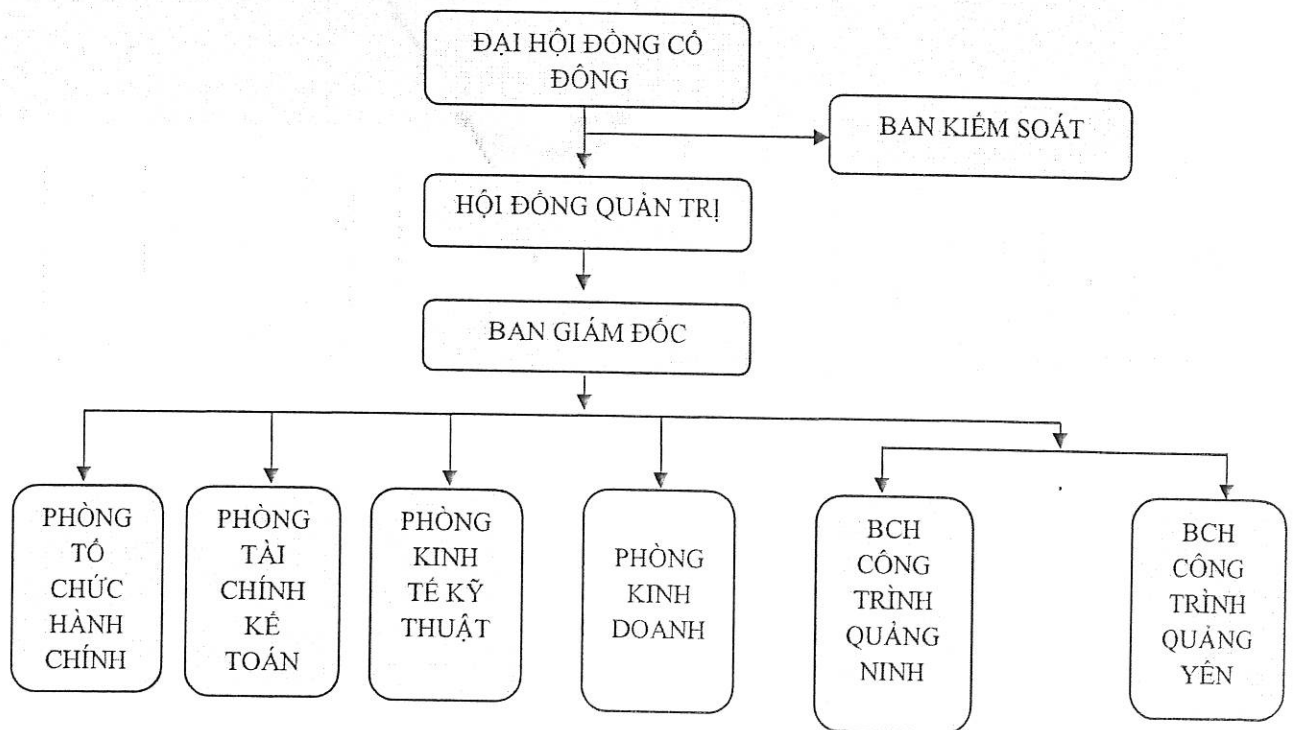 ĐẠI HỘI ĐỒNG CỔ
ĐÔNG
BAN KIỂM SOÁT
HỘI ĐỒNG QUẢN TRỊ
BAN GIÁM ĐỐC
PHÒNG
TỔ
CHỨC
HÀNH
CHÍNH
PHÒNG
TÀI
CHÍNH
KẾ
TOÁN
PHÒNG
KINH
TẾ KỸ
THUẬT
PHÒNG
KINH
DOANH
BCH
CÔNG
TRÌNH
QUẢNG
NINH
BCH
CÔNG
TRÌNH
QUẢNG
YÊN